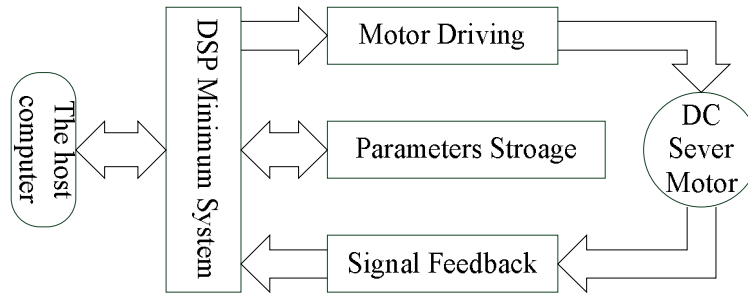 The host
computer
DSP Minimum System
Motor Driving
Parameters Stroage
Signal Feedback
DC
Sever
Motor